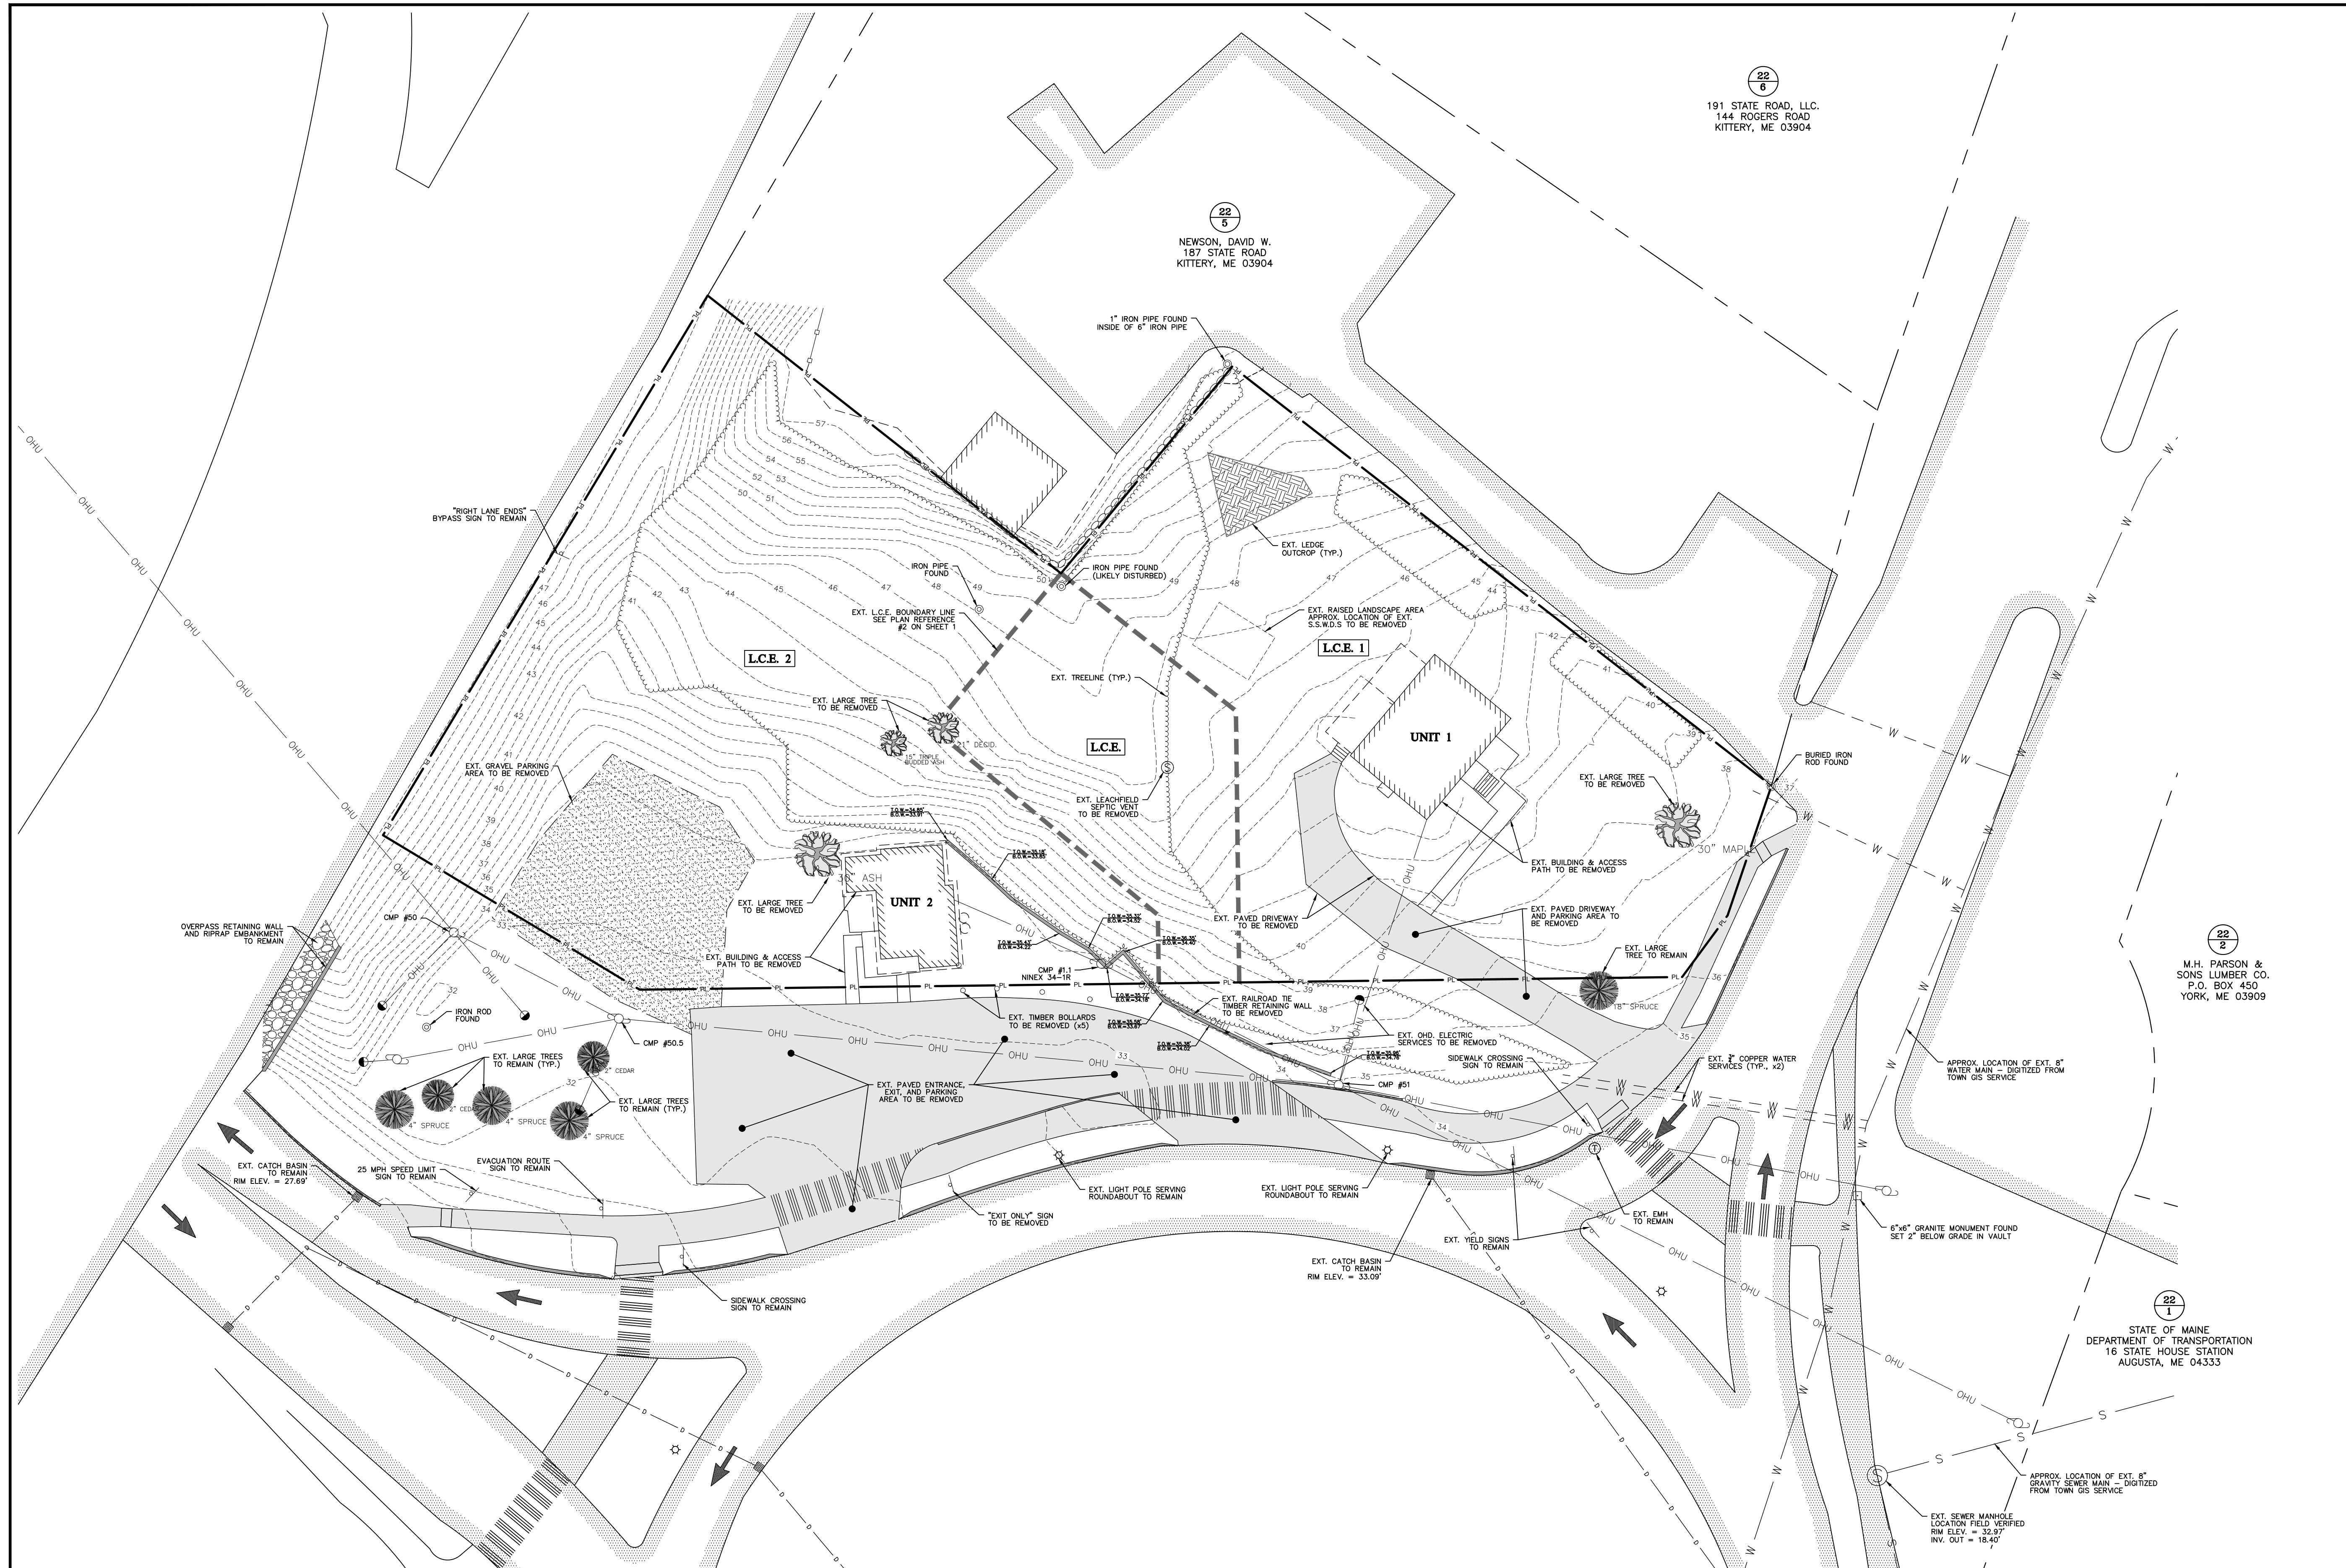 22
6
191 STATE ROAD, LLC.
144 ROGERS ROAD
KITTERY, ME 03904
22
5
NEWSON, DAVID W.
187 STATE ROAD
KITTERY, ME 03904
1" IRON PIPE FOUND
INSIDE OF 6" IRON PIPE
"RIGHT LANE ENDS"
BYPASS SIGN TO REMAIN
EXT. LEDGE
OUTCROP (TYP.)
IRON PIPE
FOUND
IRON PIPE FOUND
(LIKELY DISTURBED)
EXT. L.C.E. BOUNDARY LINE
SEE PLAN REFERENCE
#2 ON SHEET 1
EXT. RAISED LANDSCAPE AREA
APPROX. LOCATION OF EXT.
S.S.W.D.S TO BE REMOVED
L.C.E. 2
L.C.E. 1
EXT. TREELINE (TYP.)
EXT. LARGE TREE
TO BE REMOVED
21" DECID.
15" TRIPLE
BUDDED ASH
L.C.E.
UNIT 1
BURIED IRON
ROD FOUND
EXT. GRAVEL PARKING
AREA TO BE REMOVED
EXT. LARGE TREE
TO BE REMOVED
30" MAPLE
EXT. LEACHFIELD
SEPTIC VENT
TO BE REMOVED
EXT. BUILDING & ACCESS
PATH TO BE REMOVED
30" ASH
EXT. LARGE TREE
TO BE REMOVED
UNIT 2
CMP #50
OVERPASS RETAINING WALL
AND RIPRAP EMBANKMENT
TO REMAIN
EXT. PAVED DRIVEWAY
TO BE REMOVED
EXT. PAVED DRIVEWAY
AND PARKING AREA TO
BE REMOVED
EXT. BUILDING & ACCESS
PATH TO BE REMOVED
CMP #1.1
NINEX 34-1R
EXT. LARGE
TREE TO REMAIN
18" SPRUCE
22
2
M.H. PARSON &
SONS LUMBER CO.
P.O. BOX 450
YORK, ME 03909
IRON ROD
FOUND
EXT. TIMBER BOLLARDS
TO BE REMOVED (x5)
EXT. RAILROAD TIE
TIMBER RETAINING WALL
TO BE REMOVED
EXT. OHD. ELECTRIC
SERVICES TO BE REMOVED
CMP #50.5
EXT. LARGE TREES
TO REMAIN (TYP.)
2" CEDAR
SIDEWALK CROSSING
SIGN TO REMAIN
EXT. ¾" COPPER WATER
SERVICES (TYP., x2)
APPROX. LOCATION OF EXT. 8"
WATER MAIN – DIGITIZED FROM
TOWN GIS SERVICE
EXT. PAVED ENTRANCE,
EXIT, AND PARKING
AREA TO BE REMOVED
CMP #51
EXT. LARGE TREES
TO REMAIN (TYP.)
4" SPRUCE
4" SPRUCE
4" SPRUCE
EXT. CATCH BASIN
TO REMAIN
RIM ELEV. = 27.69'
25 MPH SPEED LIMIT
SIGN TO REMAIN
EVACUATION ROUTE
SIGN TO REMAIN
EXT. LIGHT POLE SERVING
ROUNDABOUT TO REMAIN
EXT. LIGHT POLE SERVING
ROUNDABOUT TO REMAIN
"EXIT ONLY" SIGN
TO BE REMOVED
EXT. EMH
TO REMAIN
EXT. YIELD SIGNS
TO REMAIN
6"x6" GRANITE MONUMENT FOUND
SET 2" BELOW GRADE IN VAULT
EXT. CATCH BASIN
TO REMAIN
RIM ELEV. = 33.09'
SIDEWALK CROSSING
SIGN TO REMAIN
22
1
STATE OF MAINE
DEPARTMENT OF TRANSPORTATION
16 STATE HOUSE STATION
AUGUSTA, ME 04333
APPROX. LOCATION OF EXT. 8"
GRAVITY SEWER MAIN – DIGITIZED
FROM TOWN GIS SERVICE
EXT. SEWER MANHOLE
LOCATION FIELD VERIFIED
RIM ELEV. = 32.97'
INV. OUT = 18.40'